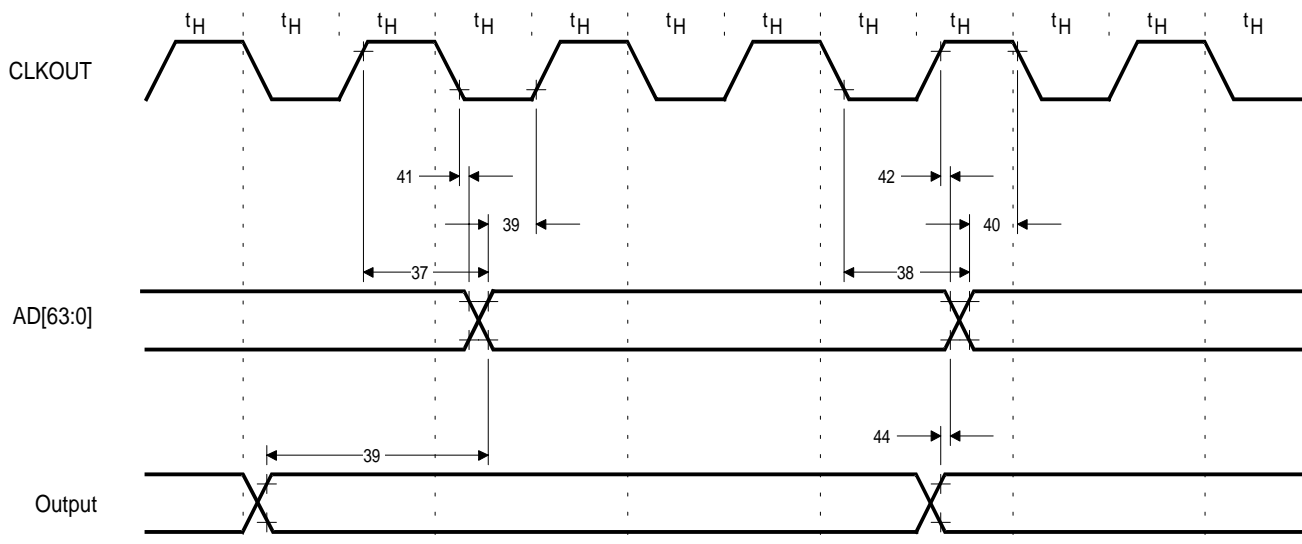 tH tH tH tH tH tH tH tH tH tH tH tH
CLKOUT
41 42
39 40
37 38
AD[63:0]
44
39
Output